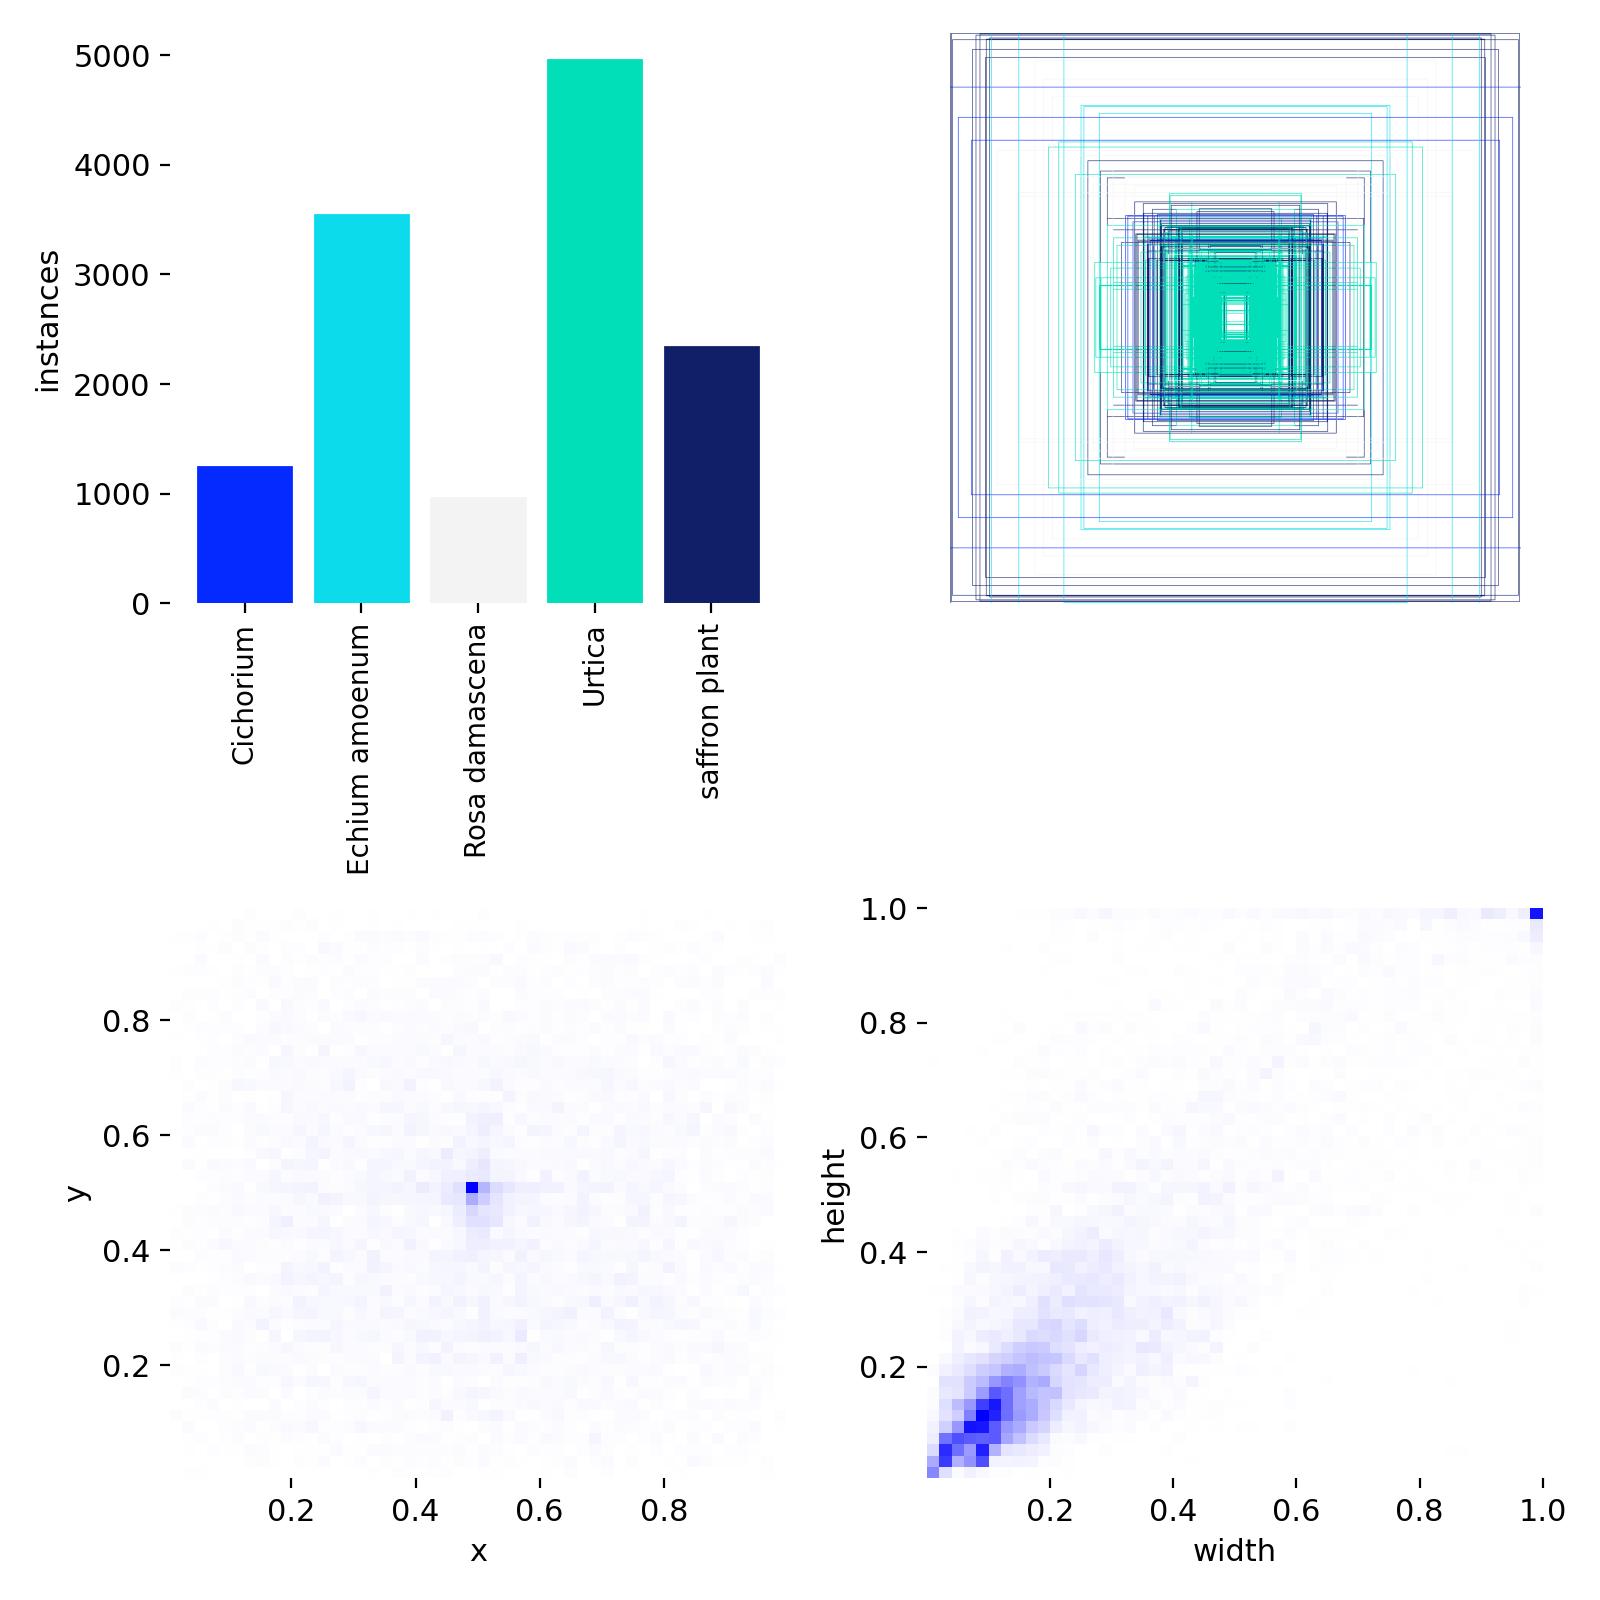 5000
4000
3000
2000
1000
0
instances
Cichorium
Echium amoenum
Rosa damascena
Urtica
saffron plant
0.8
0.6
0.4
0.2
y
0.2 0.4 0.6 0.8
x
1.0
0.8
0.6
0.4
0.2
height
0.2 0.4 0.6 0.8 1.0
width